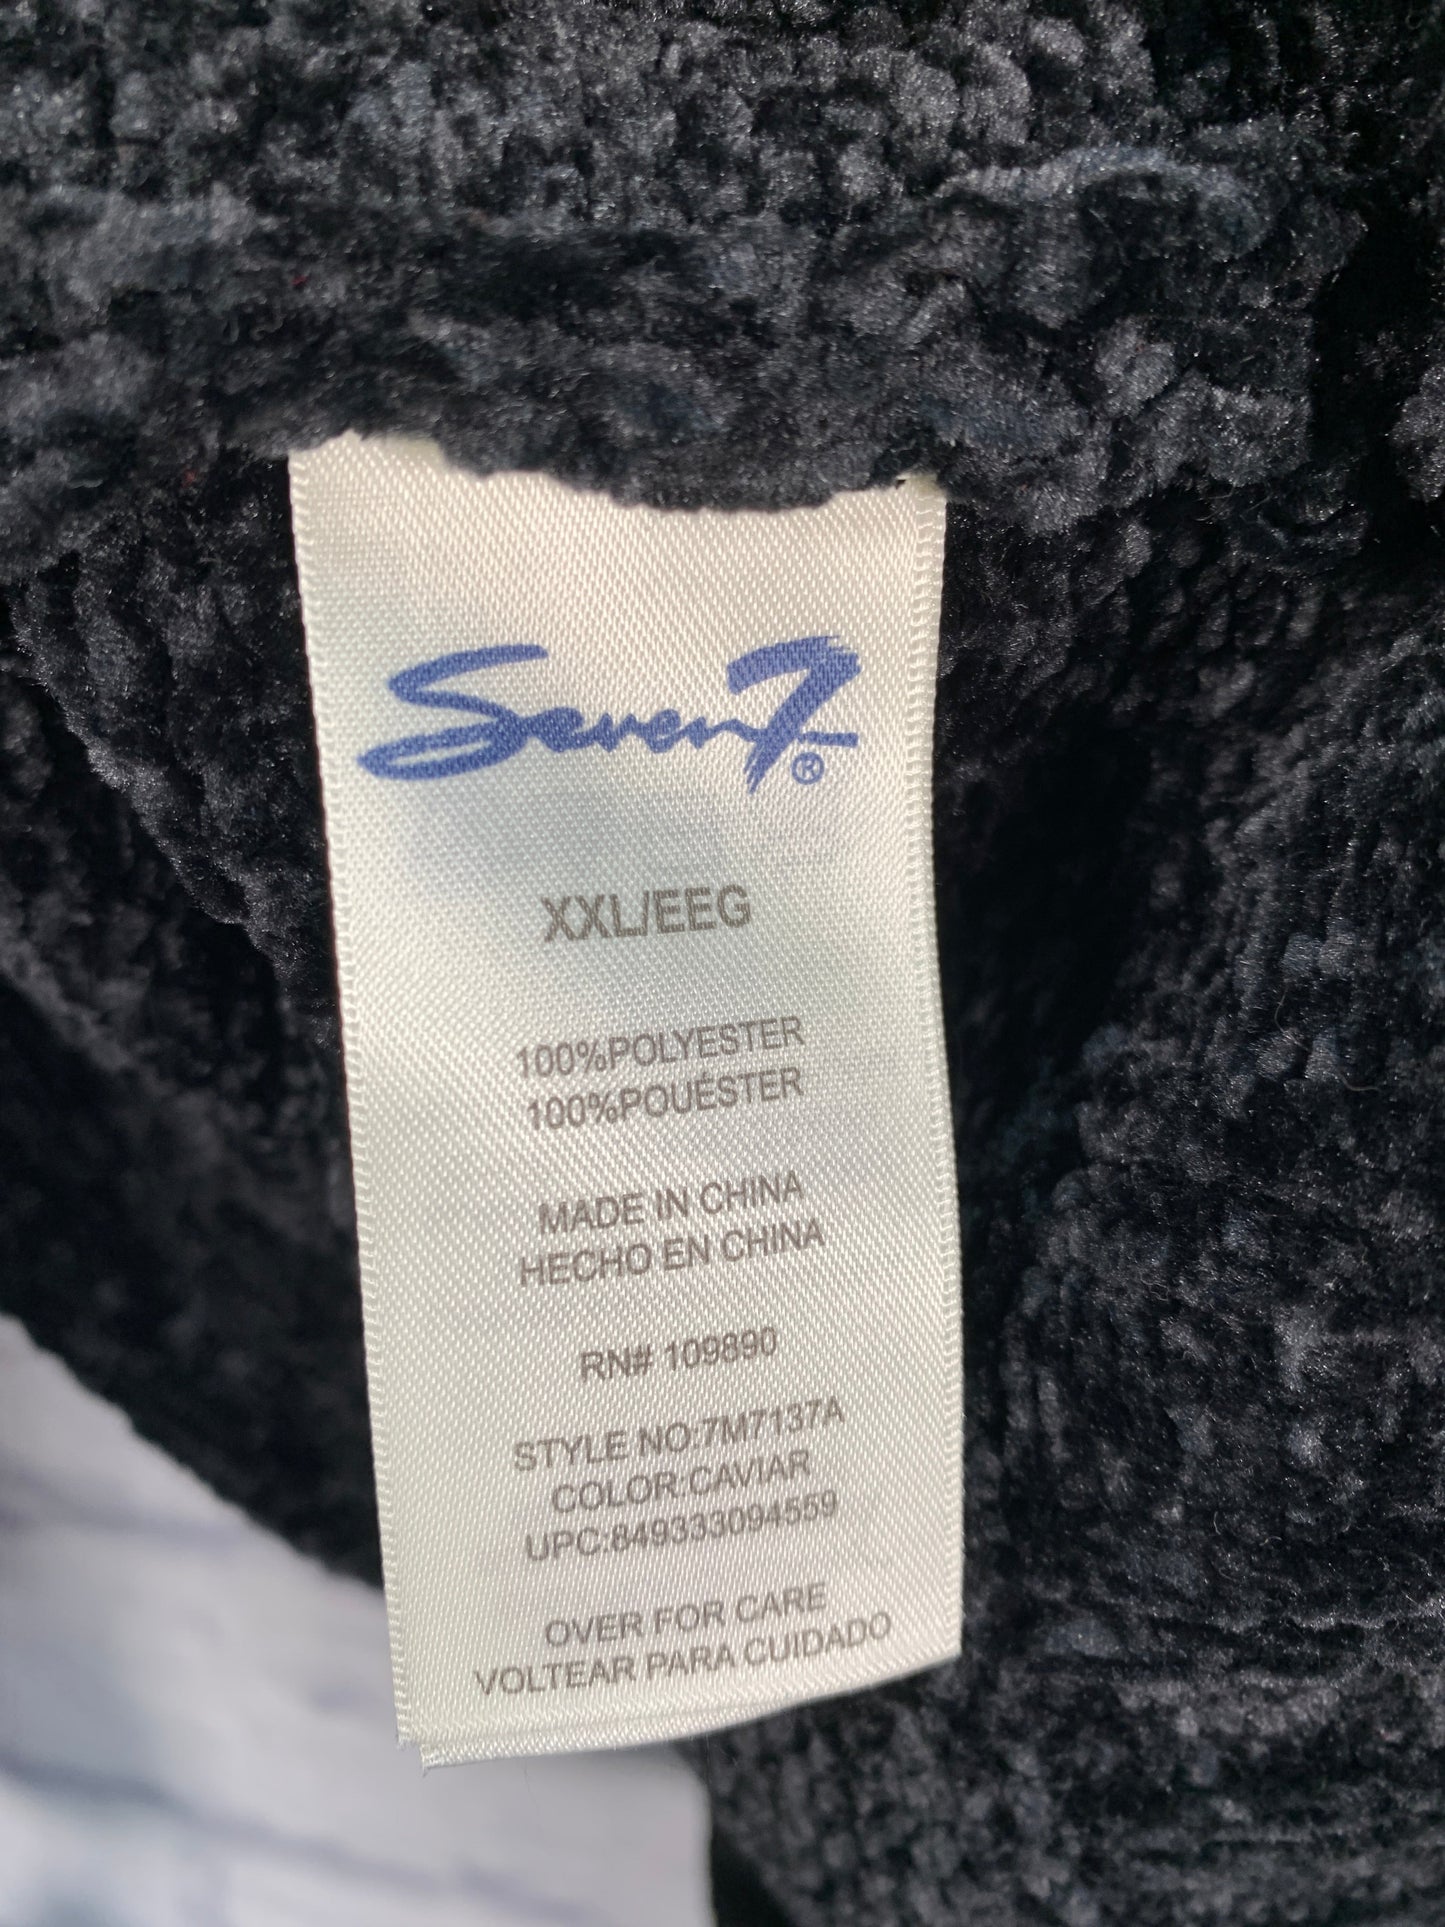 Seven7®
XXL/EEG
100%POLYESTER
100%POUÉSTER
MADE IN CHINA
HECHO EN CHINA
RN# 109890
STYLE NO:7M7137A
COLOR:CAVIAR
UPC:849333094559
OVER FOR CARE
VOLTEAR PARA CUIDADO